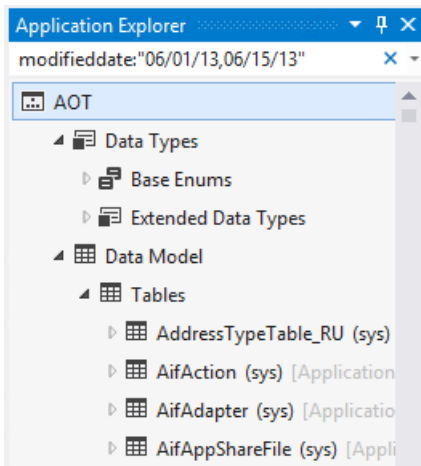 Application Explorer
modifieddate:"06/01/13,06/15/13"
AOT
Data Types
Base Enums
Extended Data Types
Data Model
Tables
AddressTypeTable_RU (sys)
AifAction (sys) [Application
AifAdapter (sys) [Applicatio
AifAppShareFile (sys) [Appli